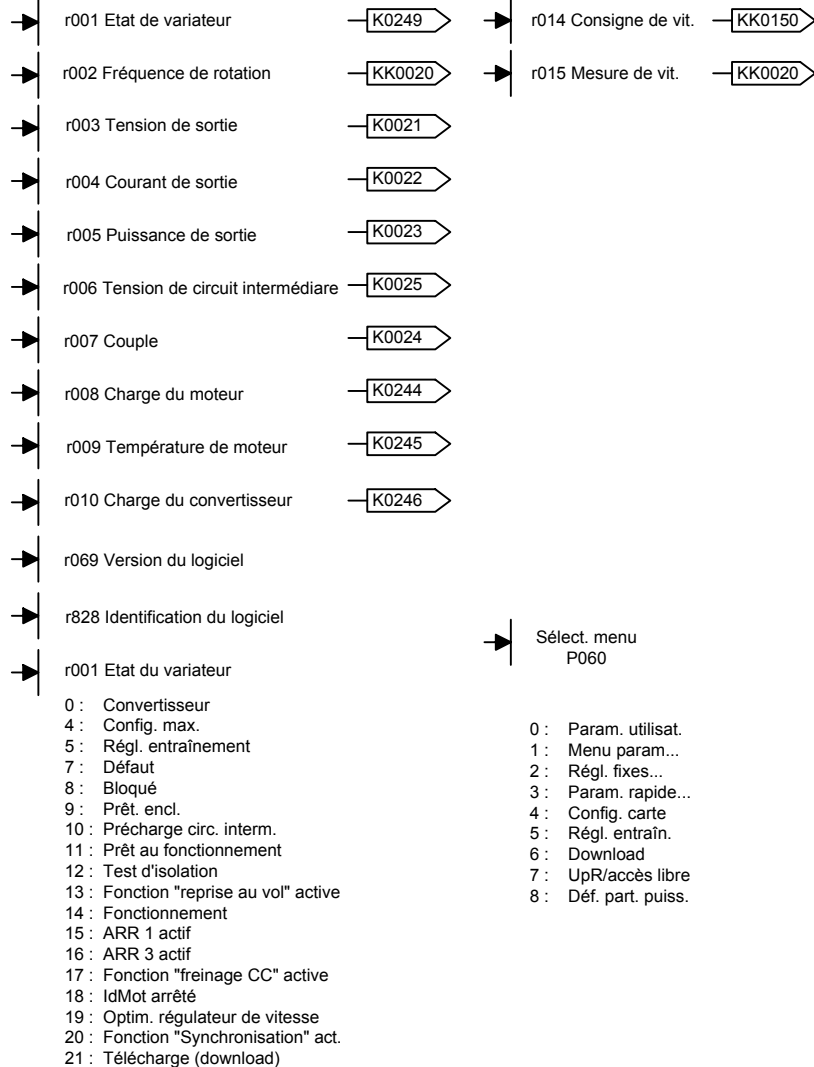 r001 Etat de variateur K0249
r002 Fréquence de rotation KK0020
r003 Tension de sortie K0021
r004 Courant de sortie K0022
r005 Puissance de sortie K0023
r006 Tension de circuit intermédiare K0025
r007 Couple K0024
r008 Charge du moteur K0244
r009 Température de moteur K0245
r010 Charge du convertisseur K0246
r069 Version du logiciel
r828 Identification du logiciel
r001 Etat du variateur
0 : Convertisseur
4 : Config. max.
5 : Régl. entraînement
7 : Défaut
8 : Bloqué
9 : Prêt. encl.
10 : Précharge circ. interm.
11 : Prêt au fonctionnement
12 : Test d'isolation
13 : Fonction "reprise au vol" active
14 : Fonctionnement
15 : ARR 1 actif
16 : ARR 3 actif
17 : Fonction "freinage CC" active
18 : IdMot arrêté
19 : Optim. régulateur de vitesse
20 : Fonction "Synchronisation" act.
21 : Télécharge (download)
r014 Consigne de vit. KK0150
r015 Mesure de vit. KK0020
Sélect. menu
P060
0 : Param. utilisat.
1 : Menu param...
2 : Régl. fixes...
3 : Param. rapide...
4 : Config. carte
5 : Régl. entraîn.
6 : Download
7 : UpR/accès libre
8 : Déf. part. puiss.